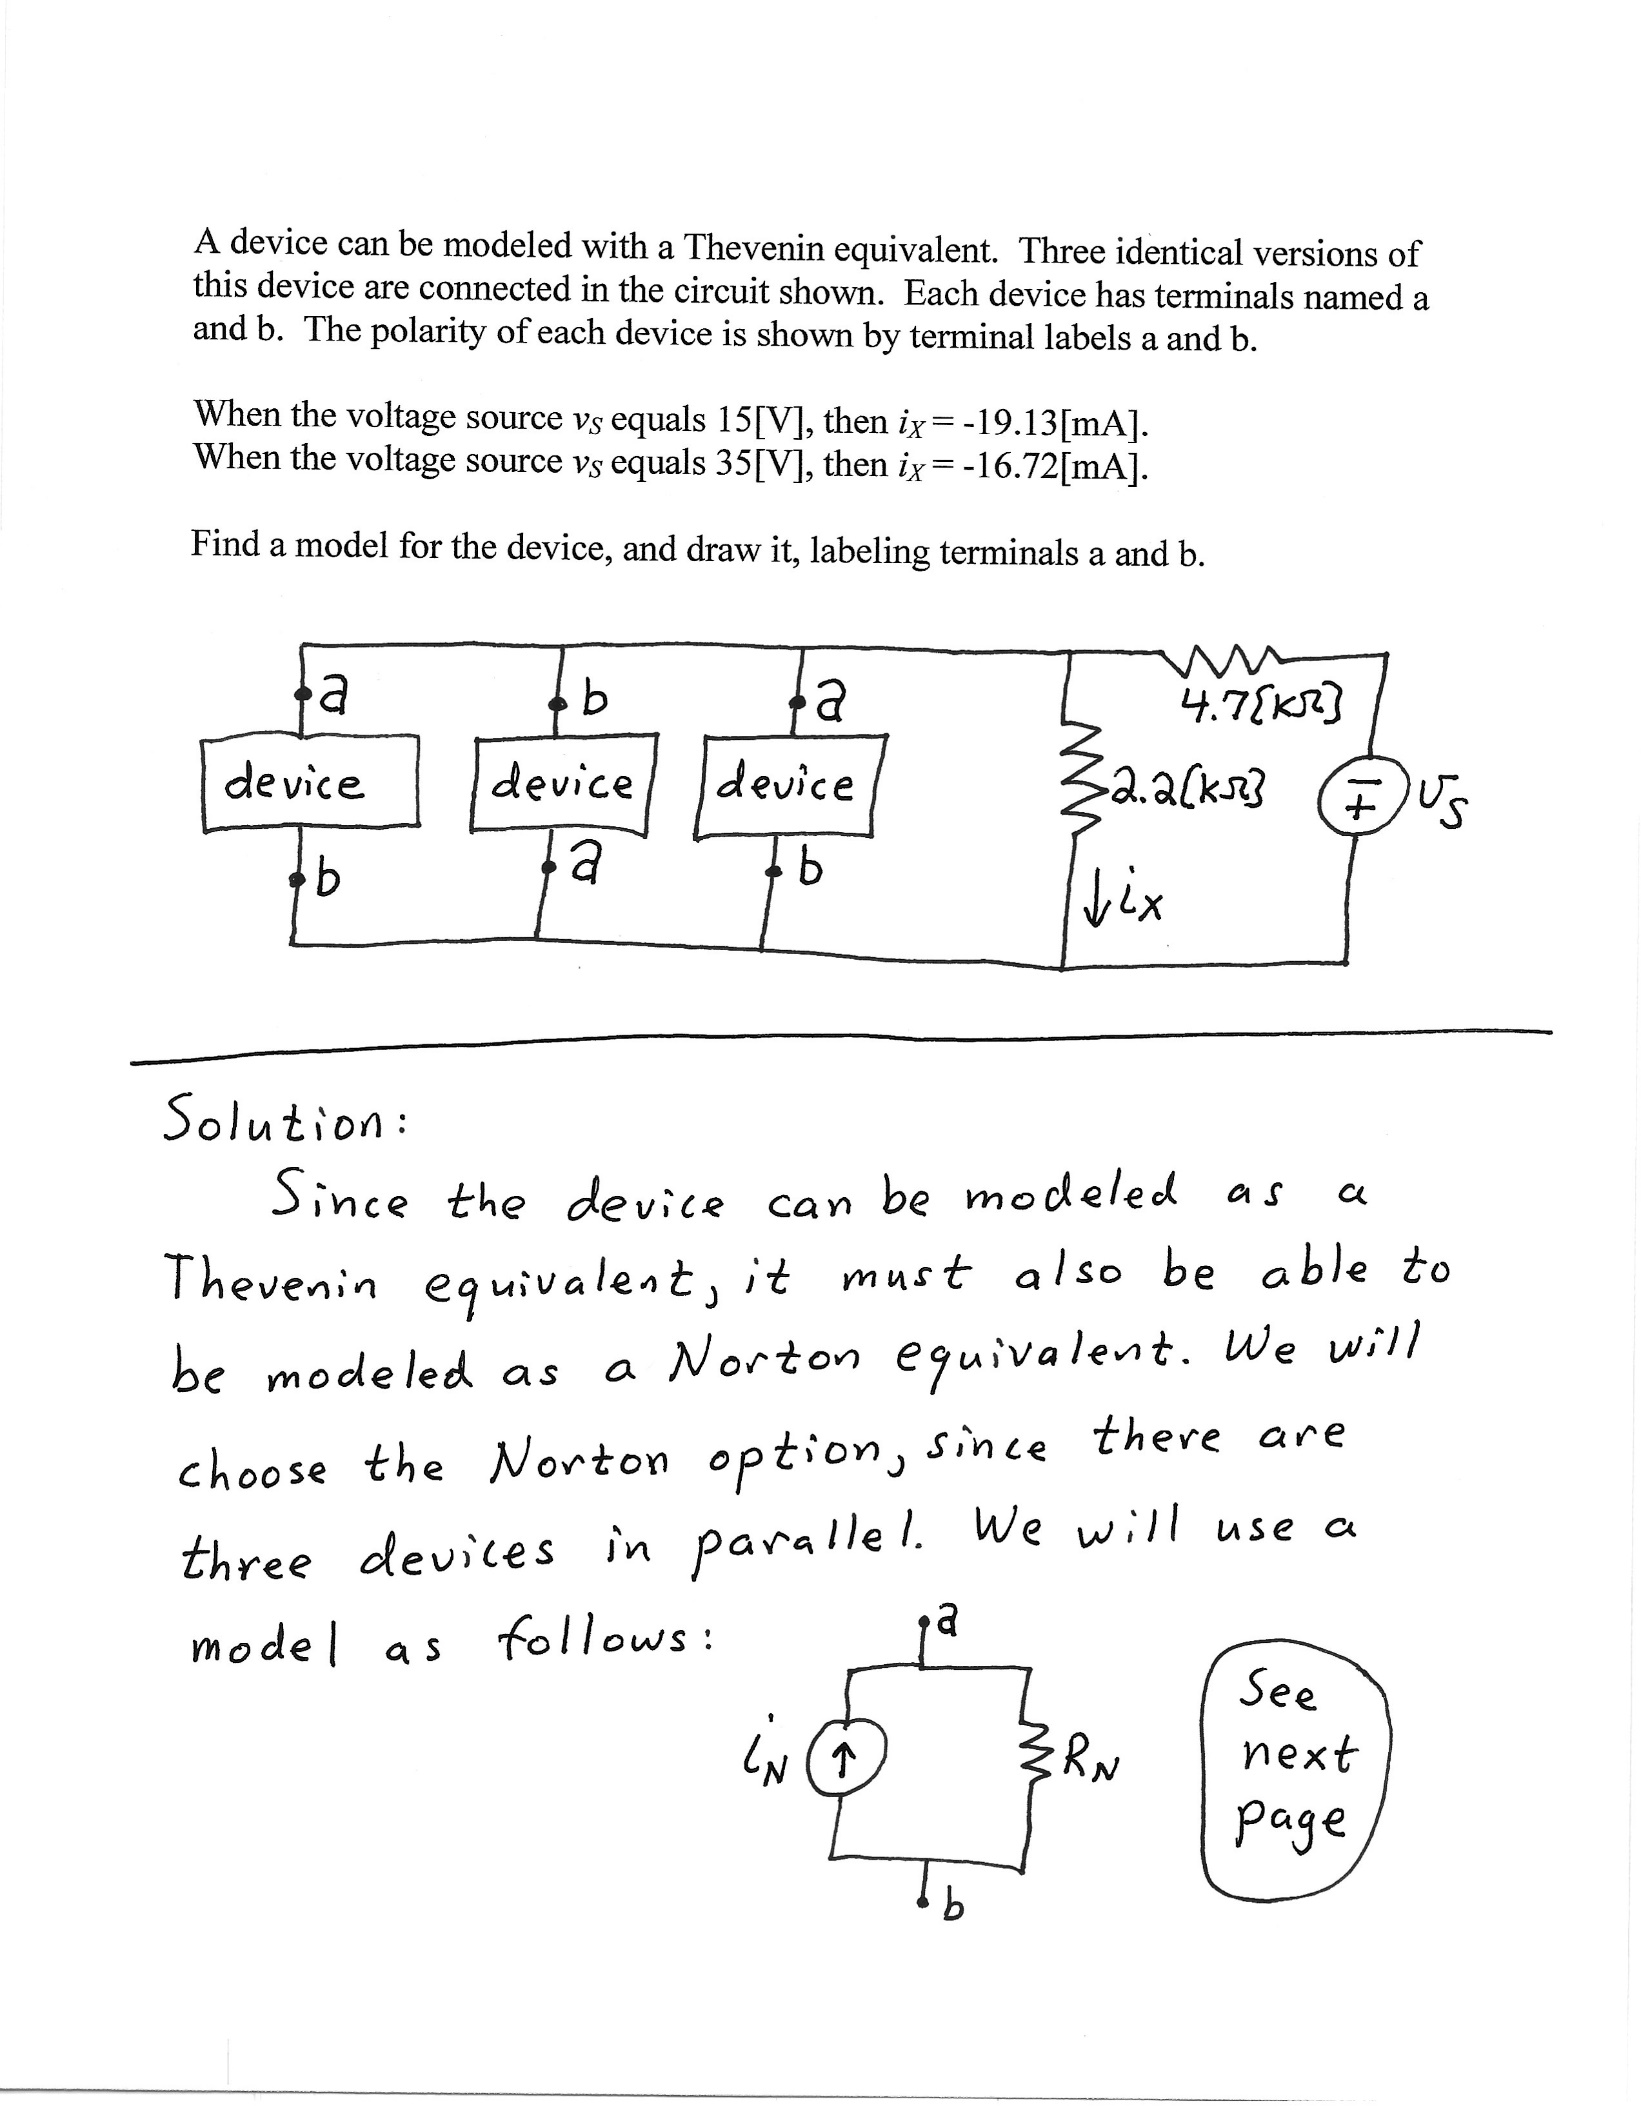 A device can be modeled with a Thevenin equivalent. Three identical versions of
this device are connected in the circuit shown. Each device has terminals named a
and b. The polarity of each device is shown by terminal labels a and b.
When the voltage source vS equals 15[V], then iX = -19.13[mA].
When the voltage source vS equals 35[V], then iX = -16.72[mA].
Find a model for the device, and draw it, labeling terminals a and b.
a b a
4.7[kΩ]
device device device 2.2[kΩ] - + vS
b a b
↓ix
Solution:
Since the device can be modeled as a
Thevenin equivalent, it must also be able to
be modeled as a Norton equivalent. We will
choose the Norton option, since there are
three devices in parallel. We will use a
model as follows:
a
iN ↑ RN
b
See
next
page